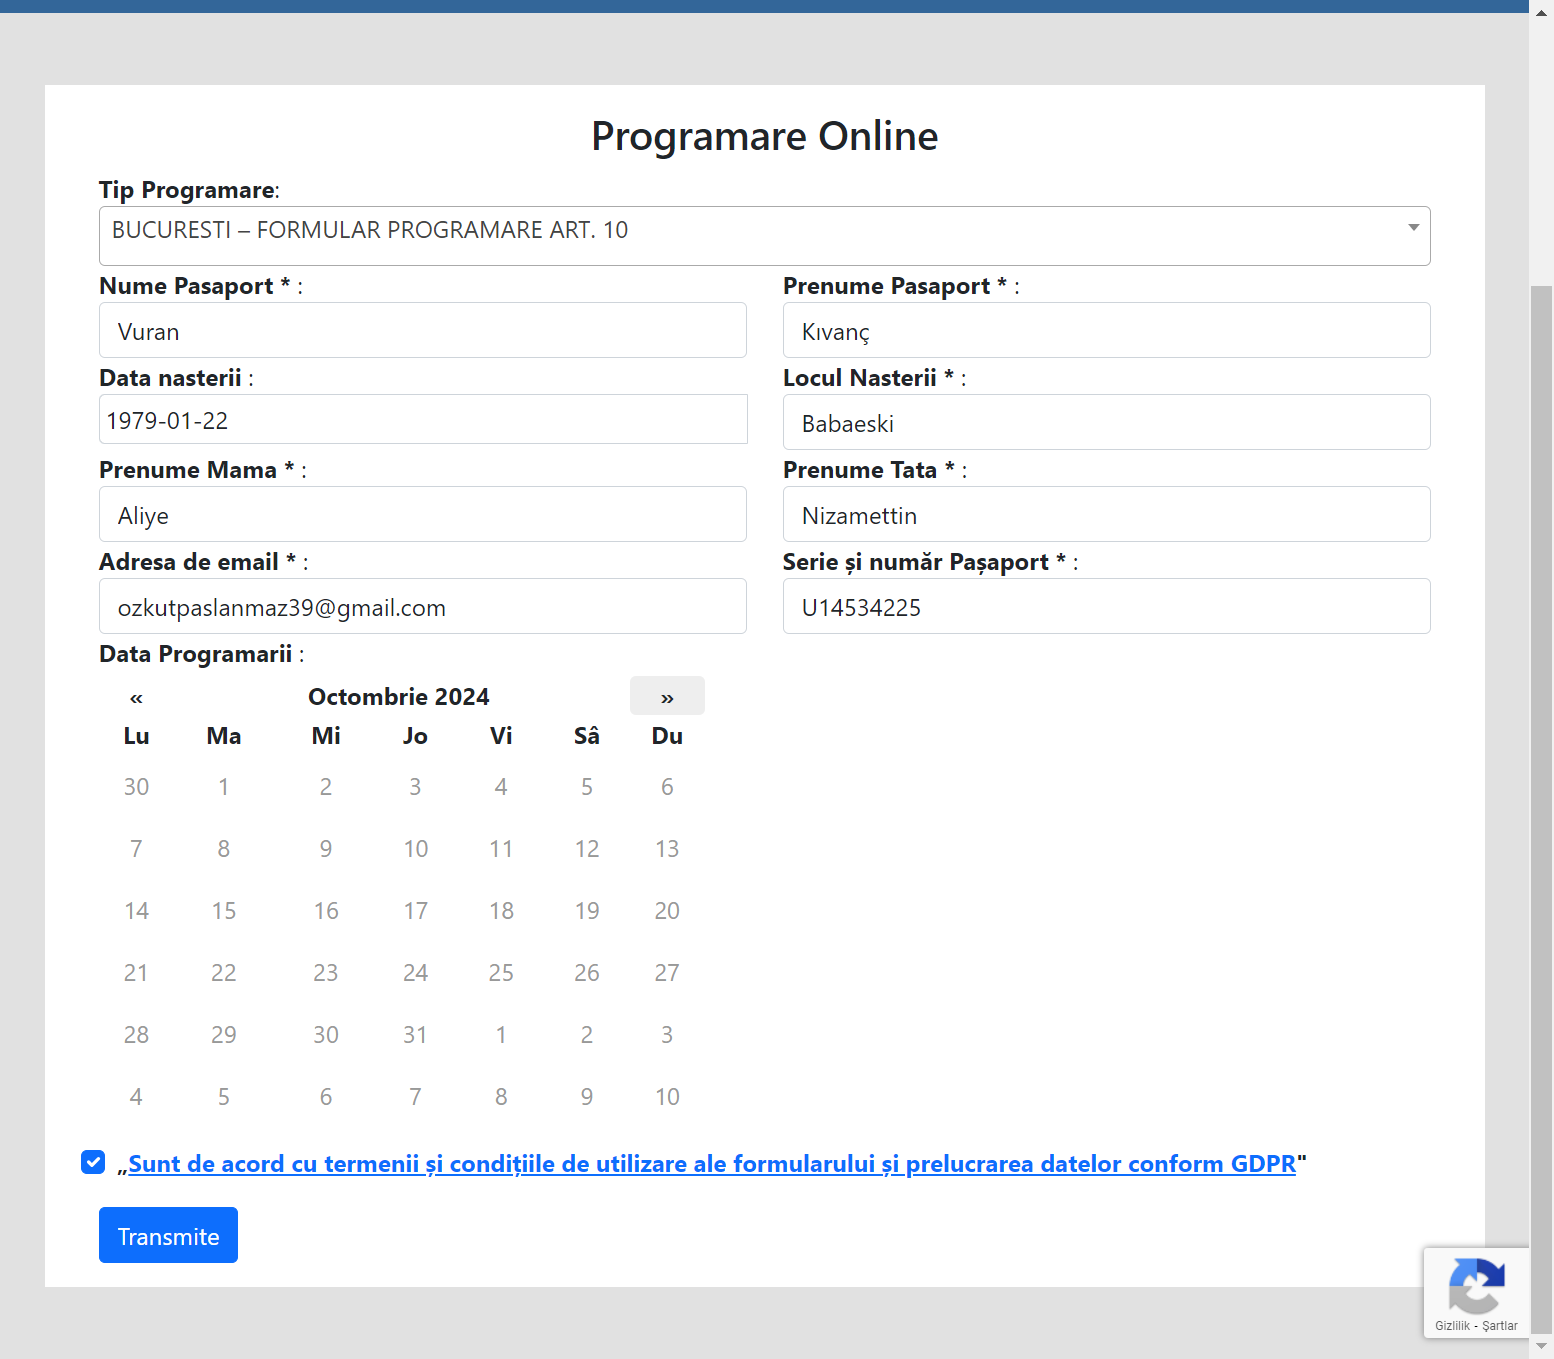 Programare Online
Tip Programare:
BUCURESTI – FORMULAR PROGRAMARE ART. 10
Nume Pasaport * : Prenume Pasaport * :
Vuran Kıvanç
Data nasterii : Locul Nasterii * :
1979-01-22 Babaeski
Prenume Mama * : Prenume Tata * :
Aliye Nizamettin
Adresa de email * : Serie și număr Pașaport * :
ozkutpaslanmaz39@gmail.com U14534225
Data Programarii :
« Octombrie 2024 »
Lu Ma Mi Jo Vi Sâ Du
30 1 2 3 4 5 6
7 8 9 10 11 12 13
14 15 16 17 18 19 20
21 22 23 24 25 26 27
28 29 30 31 1 2 3
4 5 6 7 8 9 10
„Sunt de acord cu termenii și condițiile de utilizare ale formularului și prelucrarea datelor conform GDPR"
Transmite
Gizlilik - Şartlar